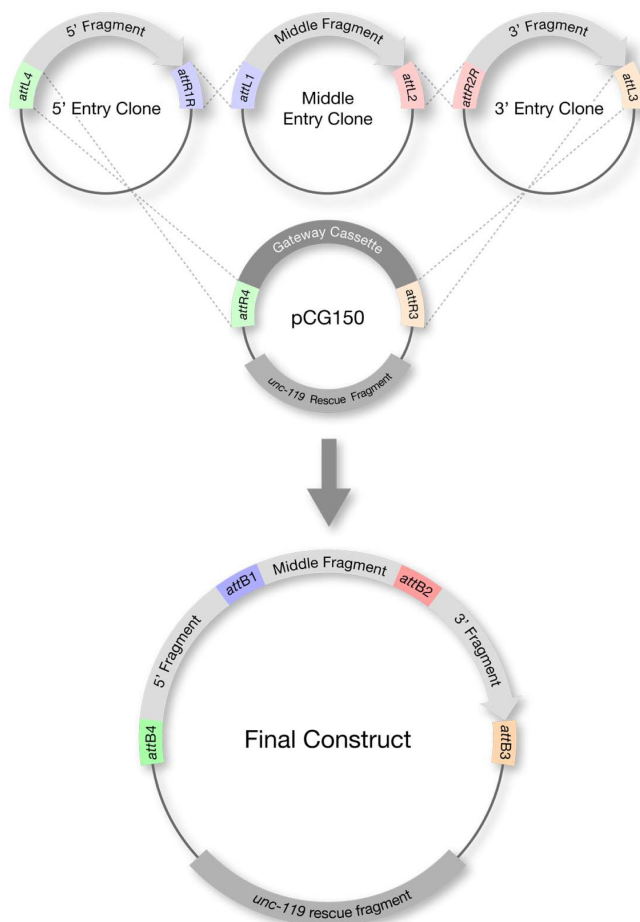 5’ Fragment
attL4
attR1R
5’ Entry Clone
Middle Fragment
attL1
attL2
Middle
Entry Clone
3’ Fragment
attR2R
attL3
3’ Entry Clone
Gateway Cassette
attR4
attR3
pCG150
unc-119 Rescue Fragment
attB1
Middle Fragment
attB2
5’ Fragment
3’ Fragment
attB4
attB3
Final Construct
unc-119 rescue fragment